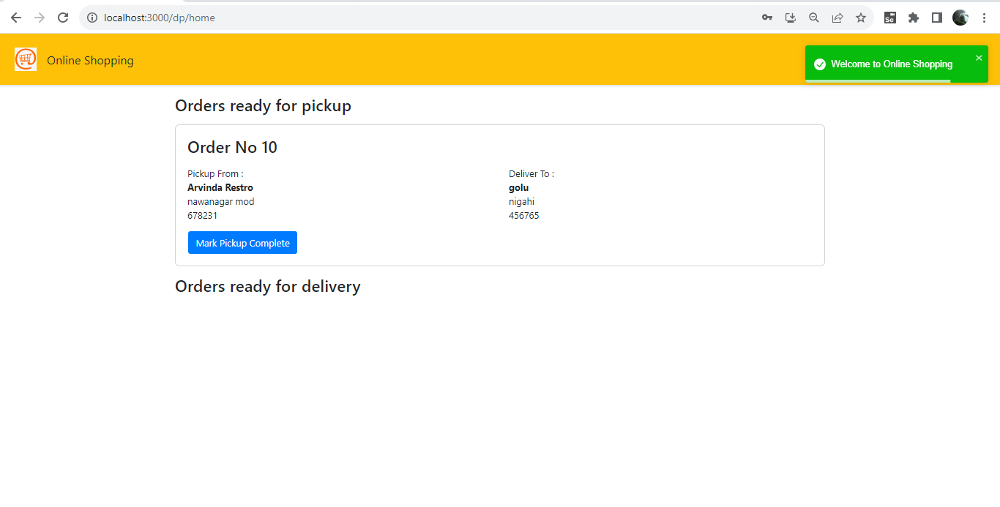 localhost:3000/dp/home
Se
Online Shopping
Welcome to Online Shopping
Orders ready for pickup
Order No 10
Pickup From :
Arvinda Restro
nawanagar mod
678231
Deliver To :
golu
nigahi
456765
Mark Pickup Complete
Orders ready for delivery